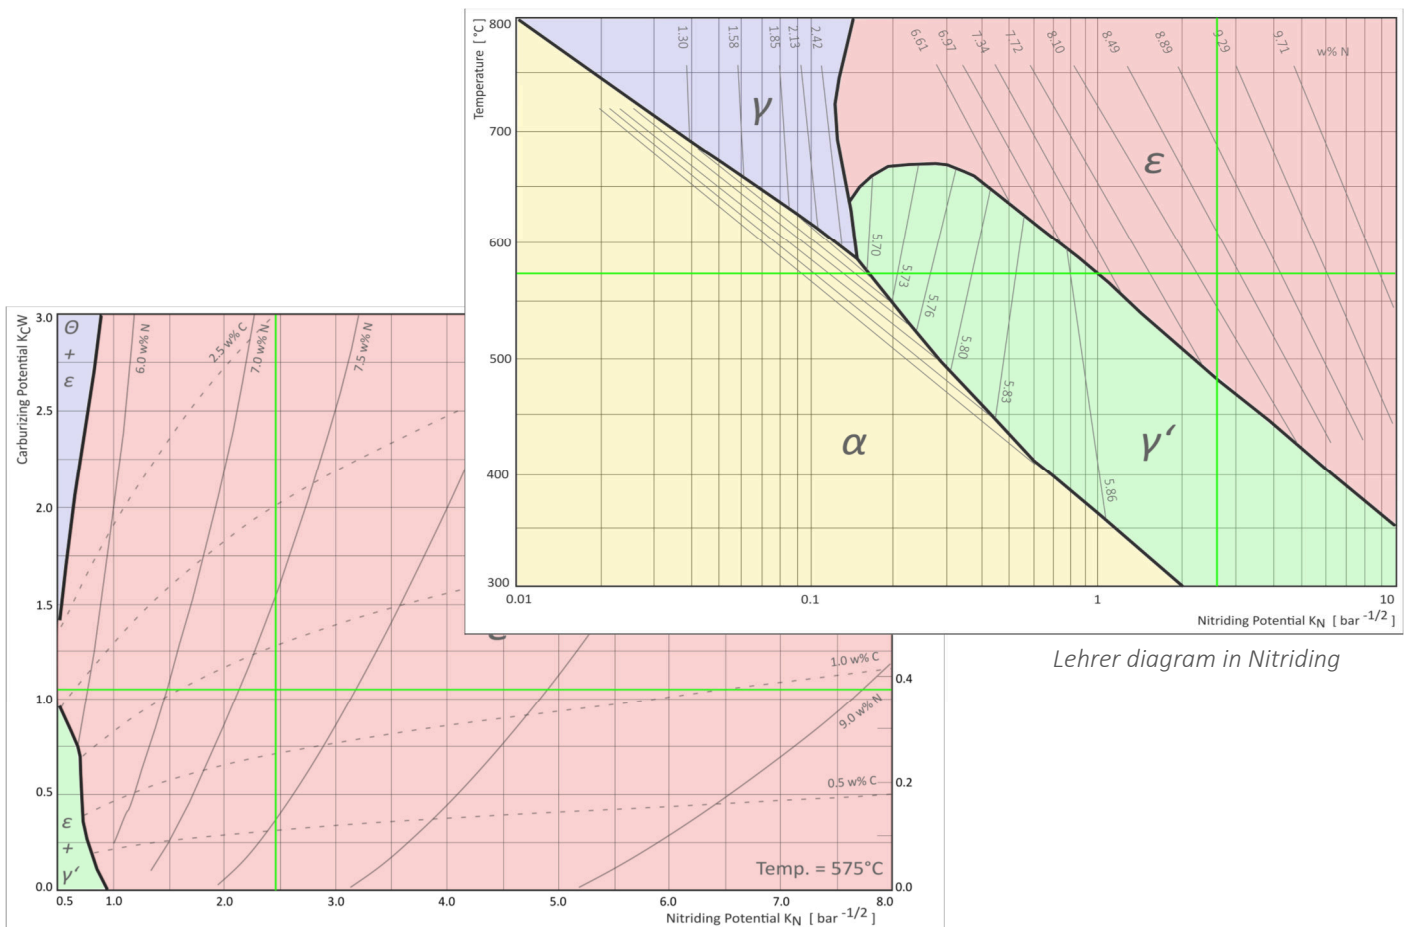 Temperature [ °C]
800
700
600
500
400
300
1.30
1.58
1.85
2.13
2.42
6.61
6.97
7.34
7.72
8.10
8.49
8.89
9.29
9.71
w% N
γ
ε
α
γ‘
5.70
5.73
5.76
5.80
5.83
5.86
0.01
0.1
1
10
Nitriding Potential KN [ bar -1/2 ]
Lehrer diagram in Nitriding
Carburizing Potential KCW
3.0
2.5
2.0
1.5
1.0
0.5
0.0
Θ
+
ε
6.0 w% N
2.5 w% C
7.0 w% N
7.5 w% N
1.0 w% C
9.0 w% N
0.5 w% C
ε
+
γ‘
Temp. = 575°C
0.4
0.2
0.0
0.5
1.0
2.0
3.0
4.0
5.0
6.0
7.0
8.0
Nitriding Potential KN [ bar -1/2 ]